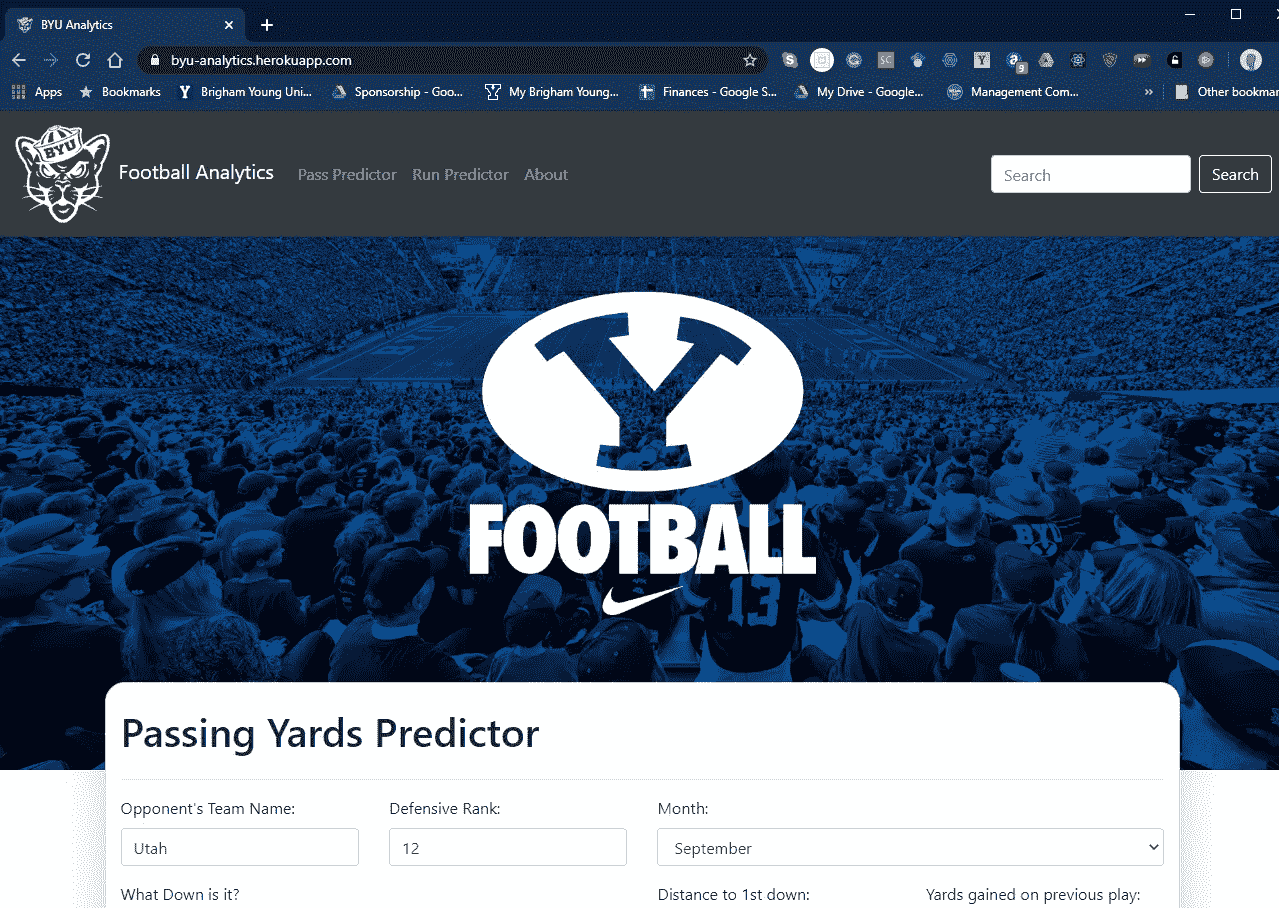 BYU Analytics
byu-analytics.herokuapp.com
SC
Y
a
g
Apps
Bookmarks
Y Brigham Young Uni...
Sponsorship - Goo...
My Brigham Young...
Finances - Google S...
My Drive - Google...
Management Com...
»
Other bookmar
BYU
Football Analytics
Pass Predictor
Run Predictor
About
Search
Search
Y
FOOTBALL
BYU
13
Passing Yards Predictor
Opponent's Team Name:
Defensive Rank:
Month:
Utah
12
September
What Down is it?
Distance to 1st down:
Yards gained on previous play: